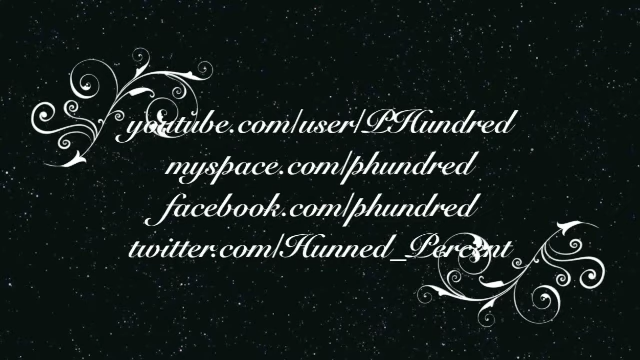 youtube.com/user/PHundred
myspace.com/phundred
facebook.com/phundred
twitter.com/Hunned_Percent